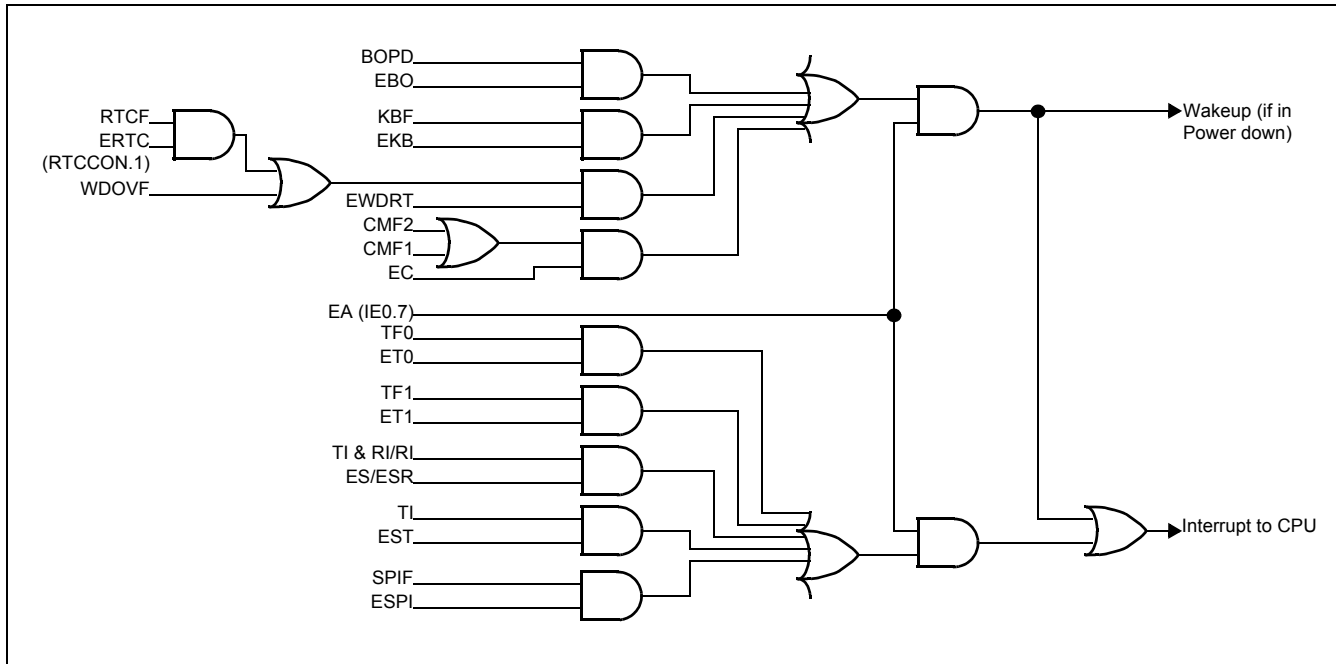 BOPD
EBO
RTCF
ERTC
(RTCCON.1)
WDOVF
KBF
EKB
EWDRT
CMF2
CMF1
EC
EA (IE0.7)
TF0
ET0
TF1
ET1
TI & RI/RI
ES/ESR
TI
EST
SPIF
ESPI
Wakeup (if in
Power down)
Interrupt to CPU